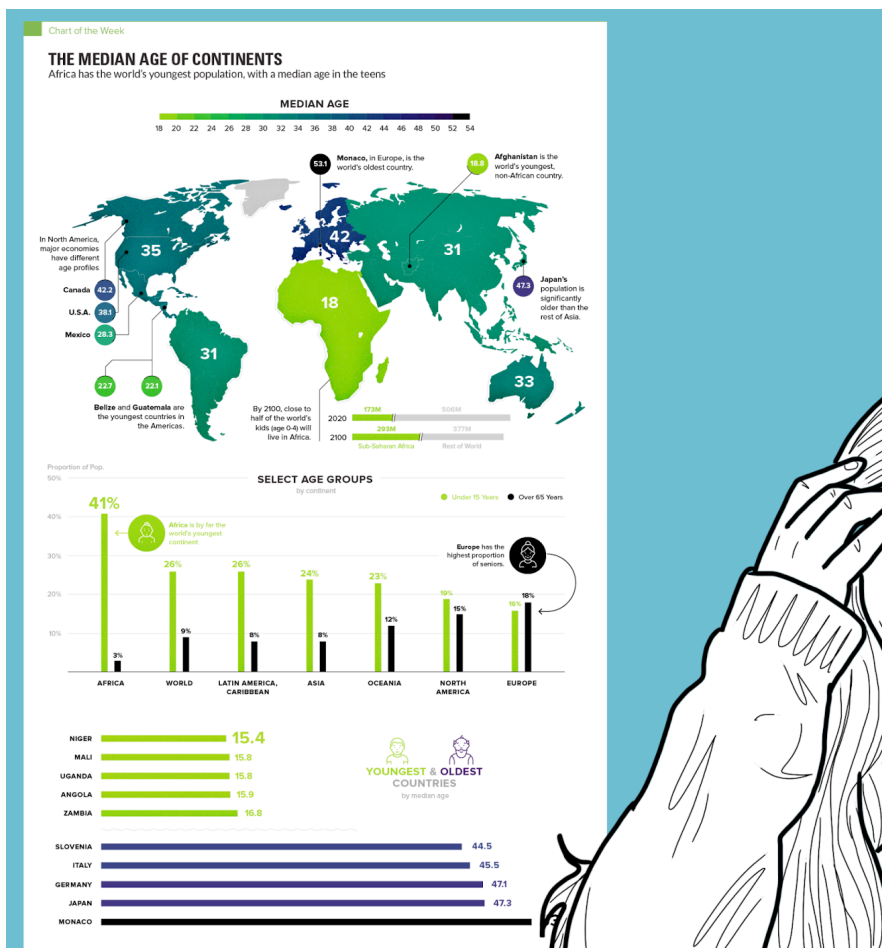 Chart of the Week
THE MEDIAN AGE OF CONTINENTS
Africa has the world's youngest population, with a median age in the teens
MEDIAN AGE
18 20 22 24 26 28 30 32 34 36 38 40 42 44 46 48 50 52 54
53.1
Monaco, in Europe, is the
world's oldest country.
18.8
Afghanistan is the
world's youngest,
non-African country.
In North America,
major economies
have different
age profiles
Canada 42.2
U.S.A. 38.1
Mexico 28.3
35
42
31
18
31
33
47.3
Japan's
population is
significantly
older than the
rest of Asia.
22.7 22.1
Belize and Guatemala are
the youngest countries in
the Americas.
By 2100, close to
half of the world's
kids (age 0-4) will
live in Africa.
173M 506M
2020
293M 377M
2100
Sub-Saharan Africa Rest of World
Proportion of Pop.
SELECT AGE GROUPS
by continent
Under 15 Years Over 65 Years
50%
40%
30%
20%
10%
Africa is by far the
world's youngest
continent
Europe has the
highest proportion
of seniors.
41% 3%
26% 9%
26% 8%
24% 8%
23% 12%
19% 15%
16% 18%
AFRICA
WORLD
LATIN AMERICA,
CARIBBEAN
ASIA
OCEANIA
NORTH
AMERICA
EUROPE
YOUNGEST & OLDEST
COUNTRIES
by median age
NIGER 15.4
MALI 15.8
UGANDA 15.8
ANGOLA 15.9
ZAMBIA 16.8
SLOVENIA 44.5
ITALY 45.5
GERMANY 47.1
JAPAN 47.3
MONACO